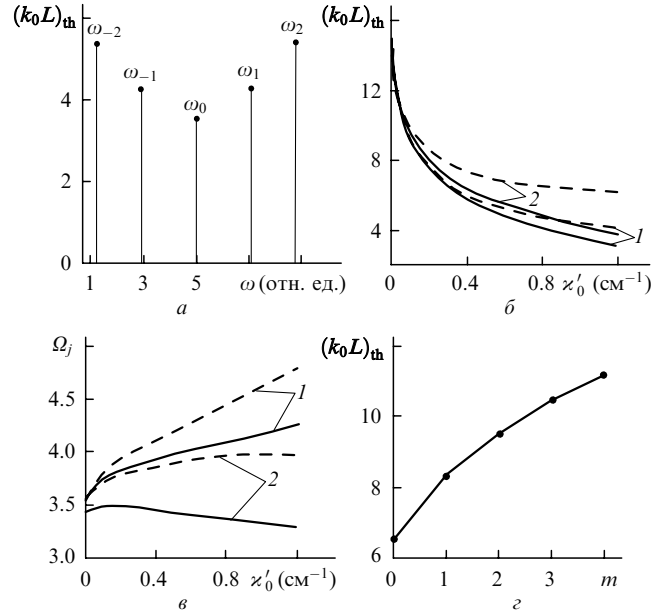 (k₀L)th
ω₋₂
ω₋₁
ω₀
ω₁
ω₂
4
2
0
1 3 5 ω (отн. ед.)
а
(k₀L)th
12
8
4
2
1
0 0.4 0.8 ϰ′₀ (см⁻¹)
б
Ωj
4.5
4.0
3.5
3.0
1
2
0 0.4 0.8 ϰ′₀ (см⁻¹)
в
(k₀L)th
10
8
6
0 1 2 3 m
г